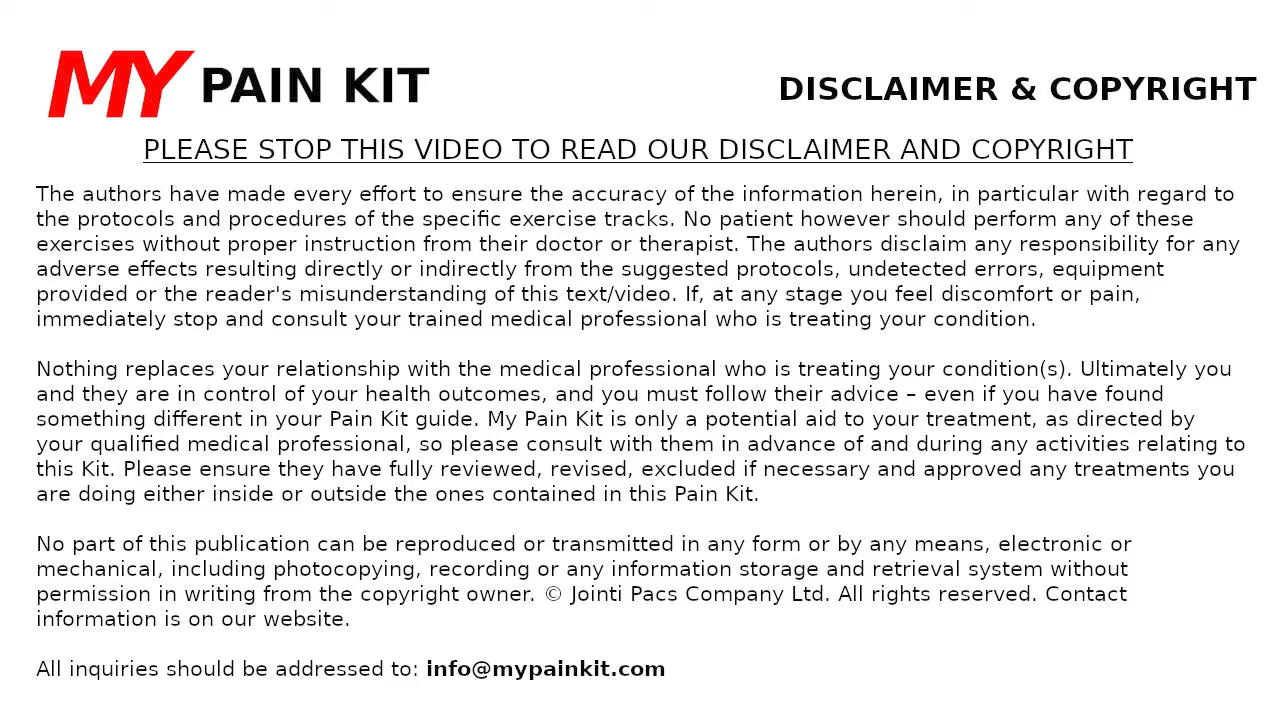 MY PAIN KIT
DISCLAIMER & COPYRIGHT
PLEASE STOP THIS VIDEO TO READ OUR DISCLAIMER AND COPYRIGHT
The authors have made every effort to ensure the accuracy of the information herein, in particular with regard to
the protocols and procedures of the specific exercise tracks. No patient however should perform any of these
exercises without proper instruction from their doctor or therapist. The authors disclaim any responsibility for any
adverse effects resulting directly or indirectly from the suggested protocols, undetected errors, equipment
provided or the reader's misunderstanding of this text/video. If, at any stage you feel discomfort or pain,
immediately stop and consult your trained medical professional who is treating your condition.
Nothing replaces your relationship with the medical professional who is treating your condition(s). Ultimately you
and they are in control of your health outcomes, and you must follow their advice – even if you have found
something different in your Pain Kit guide. My Pain Kit is only a potential aid to your treatment, as directed by
your qualified medical professional, so please consult with them in advance of and during any activities relating to
this Kit. Please ensure they have fully reviewed, revised, excluded if necessary and approved any treatments you
are doing either inside or outside the ones contained in this Pain Kit.
No part of this publication can be reproduced or transmitted in any form or by any means, electronic or
mechanical, including photocopying, recording or any information storage and retrieval system without
permission in writing from the copyright owner. © Jointi Pacs Company Ltd. All rights reserved. Contact
information is on our website.
All inquiries should be addressed to: info@mypainkit.com